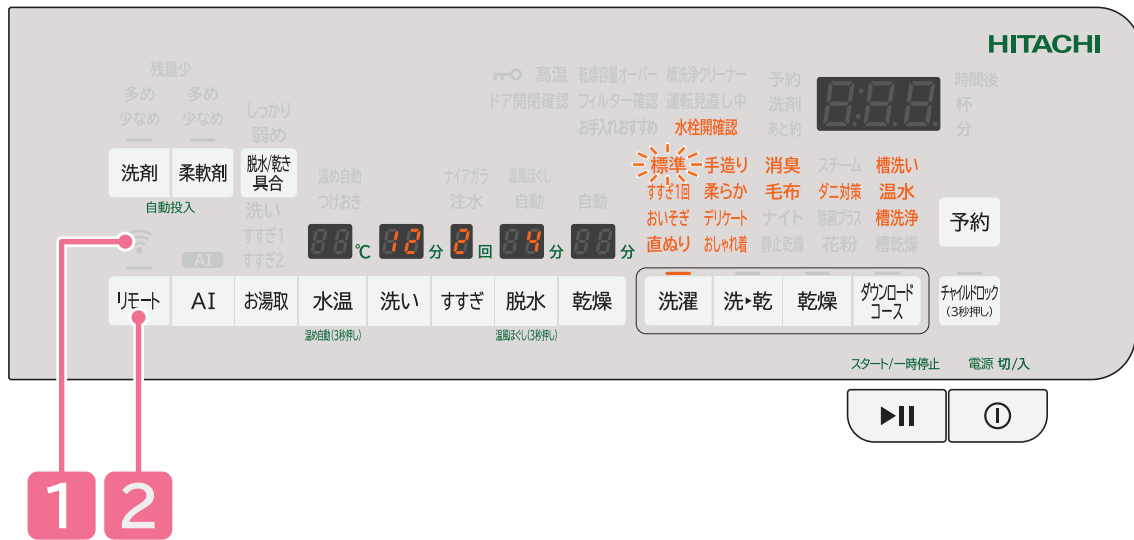 HITACHI
残量少
多め 多め
少なめ 少なめ
しっかり
弱め
高温 乾燥容量オーバー 槽洗浄クリーナー
ドア開閉確認 フィルター確認 運転見直し中
お手入れおすすめ 水栓開確認
予約
洗剤
あと約
8:88
時間後
杯
分
洗剤 柔軟剤 脱水/乾き具合
自動投入
洗い
すすぎ1
すすぎ2
AI
温め自動
つけおき
ナイアガラ
注水
温風ほぐし
自動
自動
標準 手造り 消臭 スチーム 槽洗い
すすぎ1回 柔らか 毛布 ダニ対策 温水
おいそぎ デリケート ナイト 除菌プラス 槽洗浄
直ぬり おしゃれ着 静止乾燥 花粉 槽乾燥
予約
88℃ 12分 2回 4分 88分
リモート AI お湯取 水温 洗い すすぎ 脱水 乾燥
温め自動(3秒押し) 温風ほぐし(3秒押し)
洗濯 洗▸乾 乾燥 ダウンロードコース
チャイルドロック
(3秒押し)
スタート/一時停止 電源 切/入
1 2